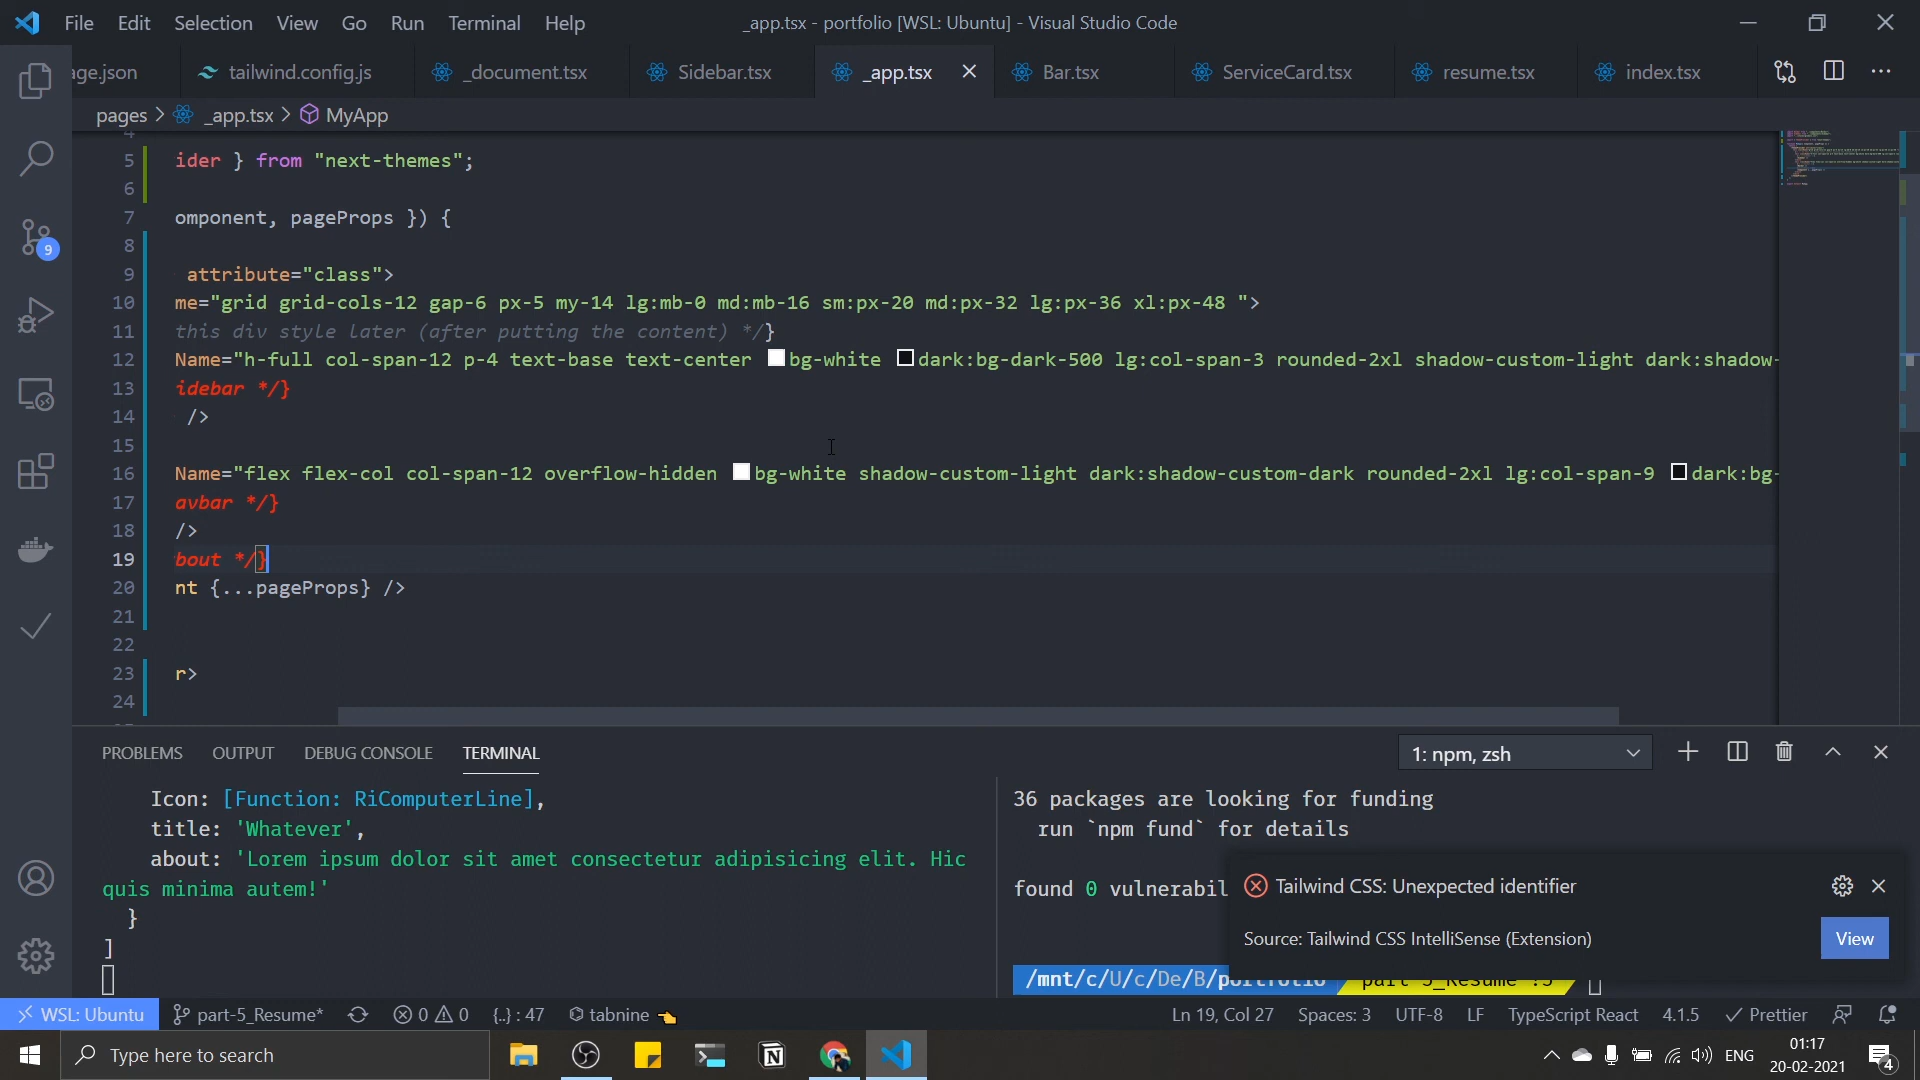 File Edit Selection View Go Run Terminal Help
_app.tsx - portfolio [WSL: Ubuntu] - Visual Studio Code
age.json tailwind.config.js _document.tsx Sidebar.tsx _app.tsx Bar.tsx ServiceCard.tsx resume.tsx index.tsx
pages > _app.tsx > MyApp
4
5 ider } from "next-themes";
6
7 omponent, pageProps }) {
8
9 attribute="class">
10 me="grid grid-cols-12 gap-6 px-5 my-14 lg:mb-0 md:mb-16 sm:px-20 md:px-32 lg:px-36 xl:px-48 ">
11 this div style later (after putting the content) */}
12 Name="h-full col-span-12 p-4 text-base text-center bg-white dark:bg-dark-500 lg:col-span-3 rounded-2xl shadow-custom-light dark:shadow-
13 idebar */}
14 />
15
16 Name="flex flex-col col-span-12 overflow-hidden bg-white shadow-custom-light dark:shadow-custom-dark rounded-2xl lg:col-span-9 dark:bg-
17 avbar */}
18 />
19 bout */}
20 nt {...pageProps} />
21
22
23 r>
24
PROBLEMS OUTPUT DEBUG CONSOLE TERMINAL
1: npm, zsh
Icon: [Function: RiComputerLine],
title: 'Whatever',
about: 'Lorem ipsum dolor sit amet consectetur adipisicing elit. Hic
quis minima autem!'
}
]
36 packages are looking for funding
run `npm fund` for details
found 0 vulnerabil
/mnt/c/U/c/De/B/portfolio part-5_Resume !5
Tailwind CSS: Unexpected identifier
Source: Tailwind CSS IntelliSense (Extension)
View
9
WSL: Ubuntu part-5_Resume* 0 0 {..} : 47 tabnine
Ln 19, Col 27 Spaces: 3 UTF-8 LF TypeScript React 4.1.5 Prettier
Type here to search
ENG
01:17
20-02-2021
4